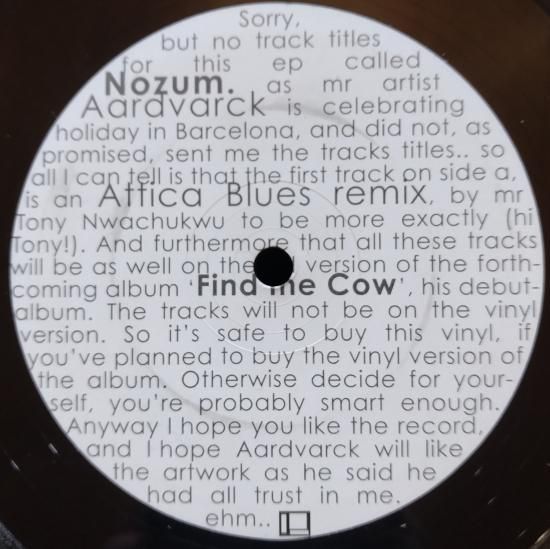 Sorry,
but no track titles
for this ep called
Nozum. as mr artist
Aardvarck is celebrating
holiday in Barcelona, and did not, as
promised, sent me the tracks titles.. so
all I can tell is that the first track on side a,
is an Attica Blues remix, by mr
Tony Nwachukwu to be more exactly (hi
Tony!). And furthermore that all these tracks
will be as well on the version of the forth-
coming album 'Find the Cow', his debut-
album. The tracks will not be on the vinyl
version. So it's safe to buy this vinyl, if
you've planned to buy the vinyl version of
the album. Otherwise decide for your-
self, you're probably smart enough.
Anyway I hope you like the record,
and I hope Aardvarck will like
the artwork as he said he
had all trust in me.
ehm..